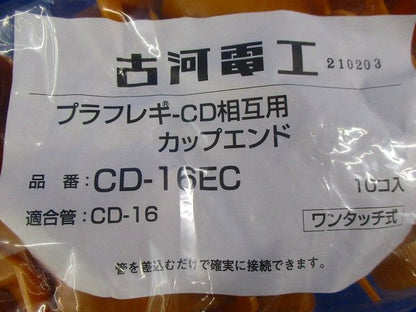 古河電工 210203
プラフレキ-CD相互用
カップエンド
品番:CD-16EC 10コ入
適合管:CD-16 ワンタッチ式
管を差込むだけで確実に接続できます。